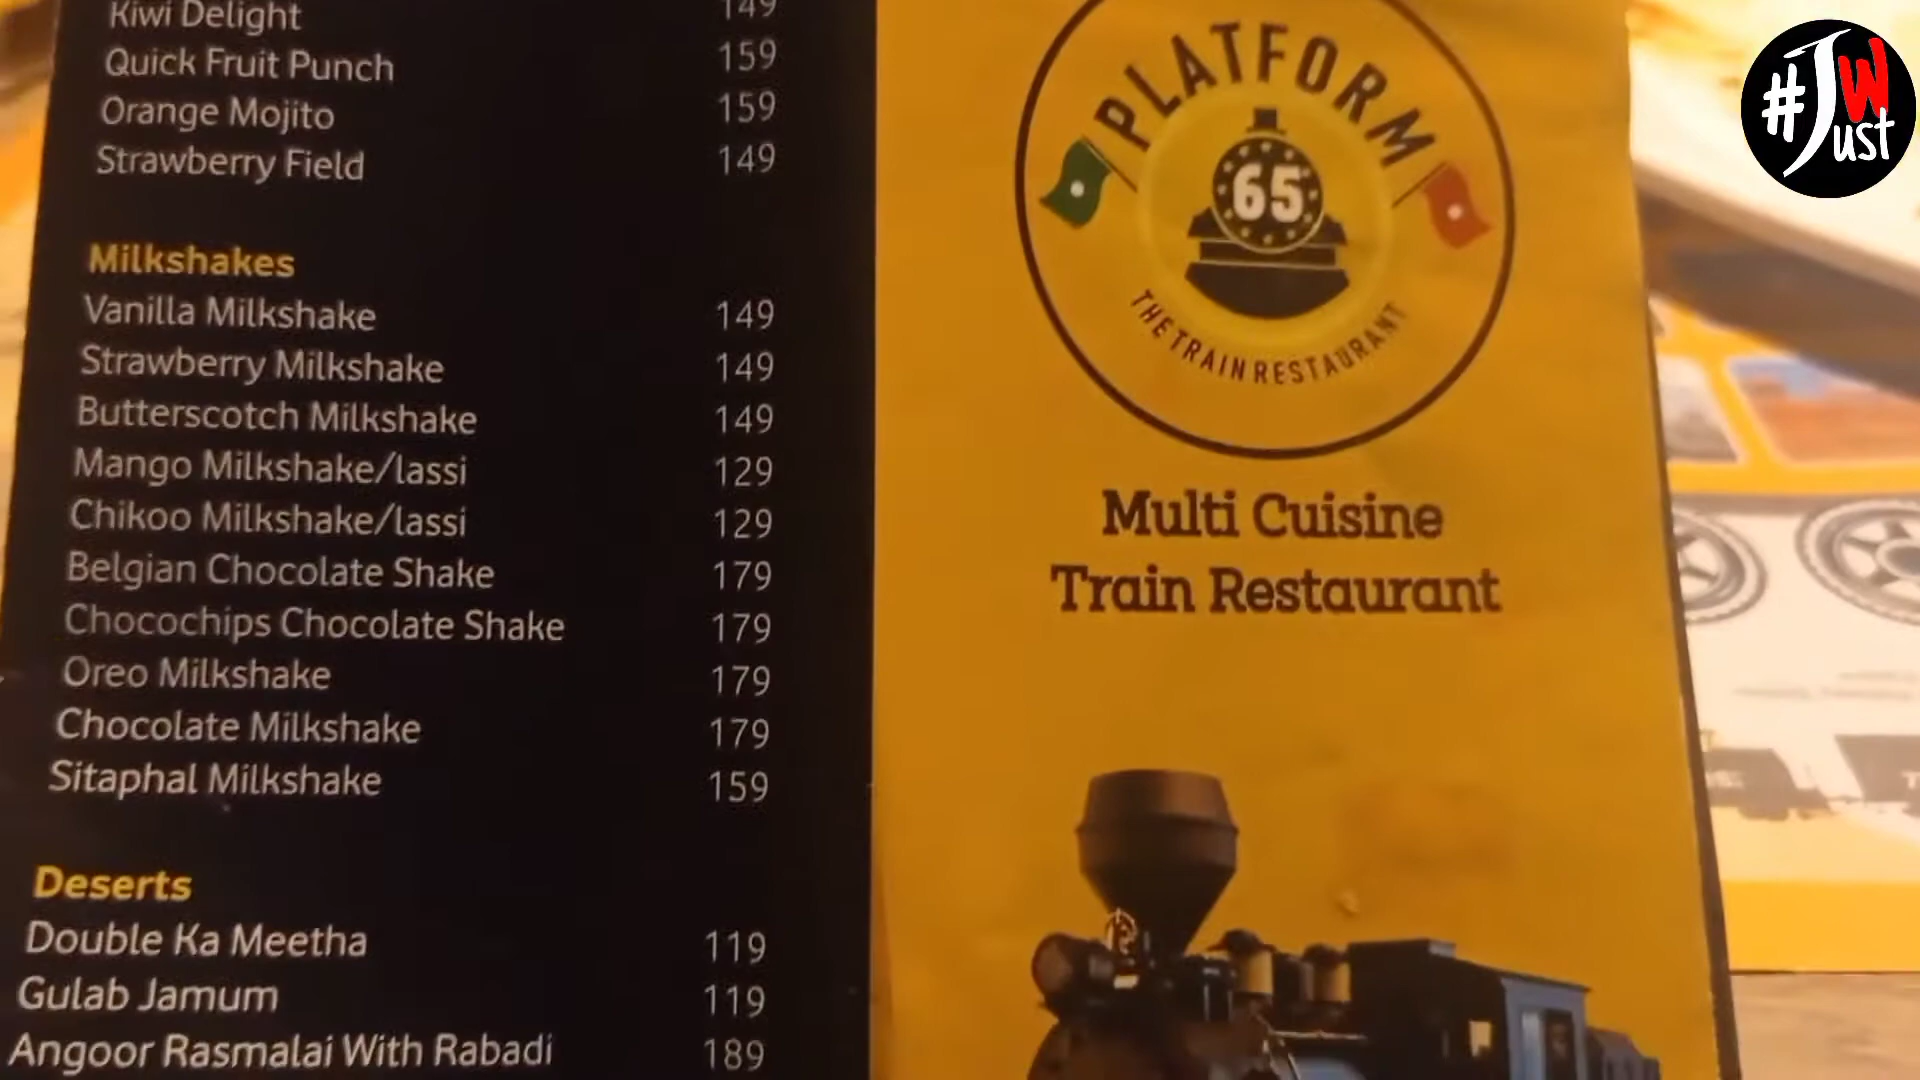 Kiwi Delight 149
Quick Fruit Punch 159
Orange Mojito 159
Strawberry Field 149
Milkshakes
Vanilla Milkshake 149
Strawberry Milkshake 149
Butterscotch Milkshake 149
Mango Milkshake/lassi 129
Chikoo Milkshake/lassi 129
Belgian Chocolate Shake 179
Chocochips Chocolate Shake 179
Oreo Milkshake 179
Chocolate Milkshake 179
Sitaphal Milkshake 159
Deserts
Double Ka Meetha 119
Gulab Jamum 119
Angoor Rasmalai With Rabadi 189
PLATFORM
65
THE TRAIN RESTAURANT
Multi Cuisine
Train Restaurant
#JW
ust